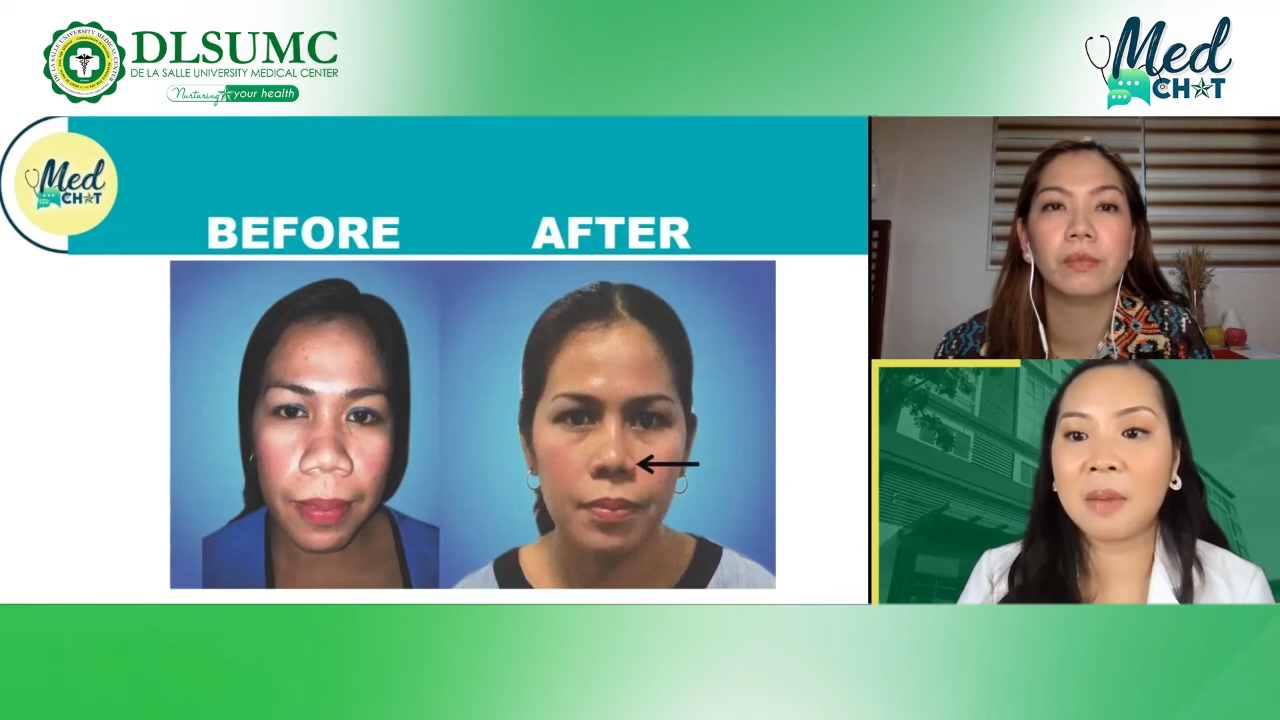 DLSUMC
DE LA SALLE UNIVERSITY MEDICAL CENTER
Nurturing your health
Med
CHAT
Med
CHAT
BEFORE AFTER